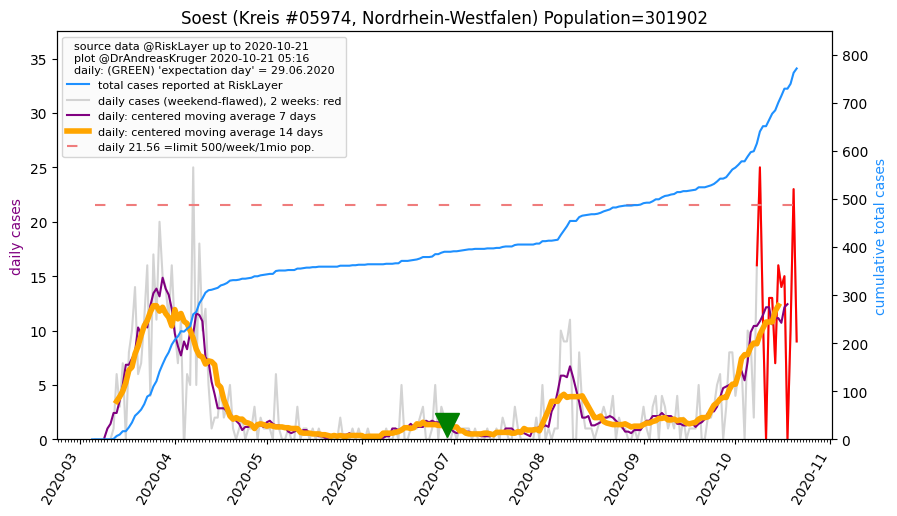 Soest (Kreis #05974, Nordrhein-Westfalen) Population=301902
source data @RiskLayer up to 2020-10-21
plot @DrAndreasKruger 2020-10-21 05:16
daily: (GREEN) 'expectation day' = 29.06.2020
total cases reported at RiskLayer
daily cases (weekend-flawed), 2 weeks: red
daily: centered moving average 7 days
daily: centered moving average 14 days
daily 21.56 =limit 500/week/1mio pop.
daily cases
35
30
25
20
15
10
5
0
cumulative total cases
800
700
600
500
400
300
200
100
0
2020-03
2020-04
2020-05
2020-06
2020-07
2020-08
2020-09
2020-10
2020-11